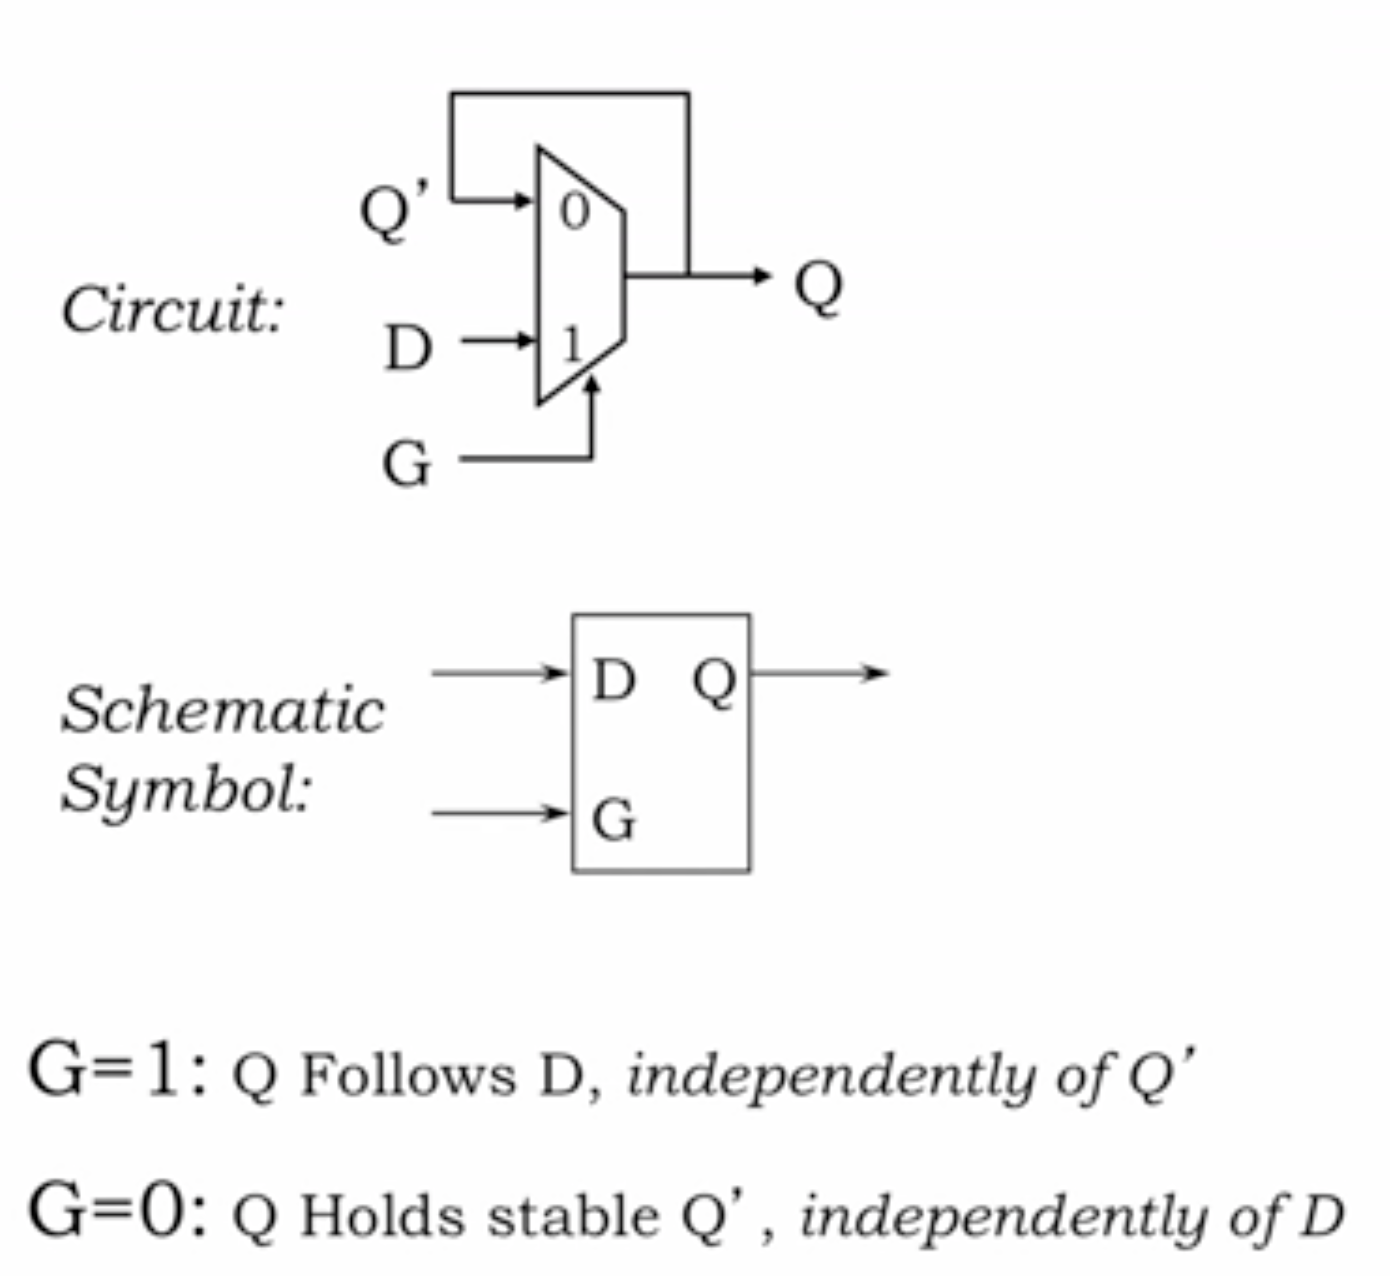 Q’
0
Circuit:
Q
D
1
G
Schematic
Symbol:
D Q
G
G=1: Q Follows D, independently of Q′
G=0: Q Holds stable Q’ , independently of D